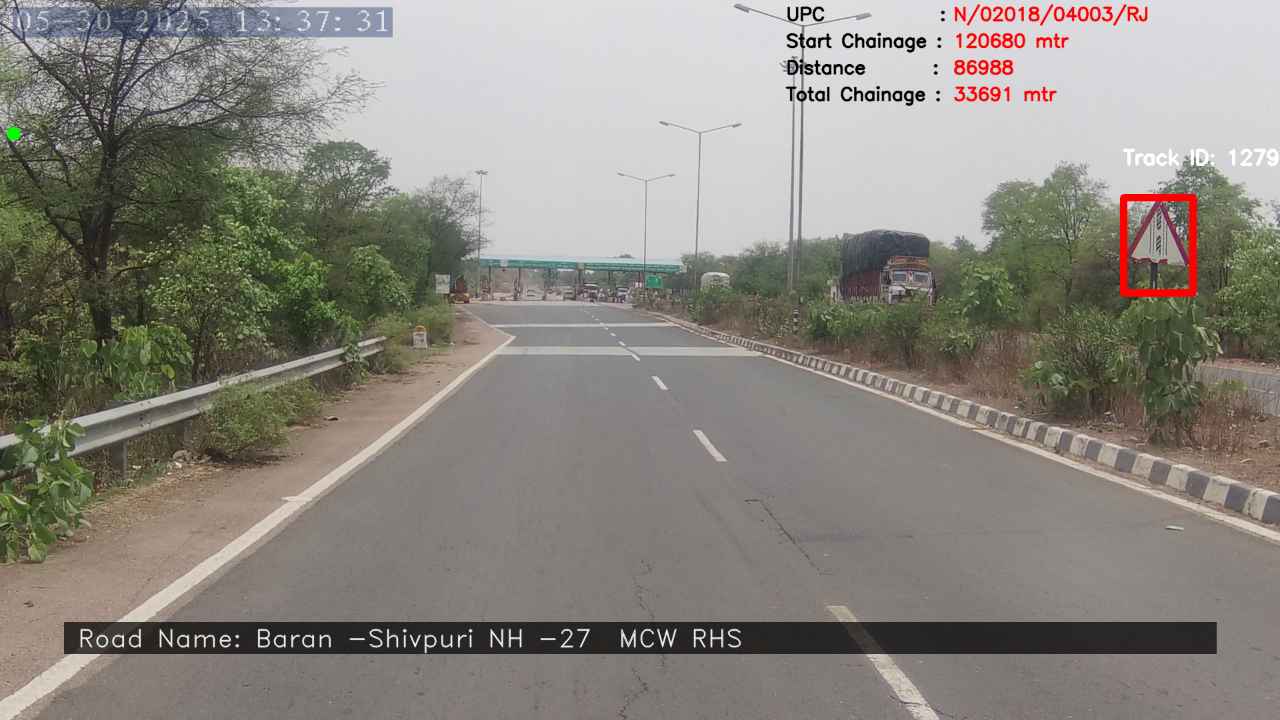 05-30-2025 13:37:31
UPC : N/02018/04003/RJ
Start Chainage : 120680 mtr
Distance : 86988
Total Chainage : 33691 mtr
Track ID: 1279
Road Name: Baran -Shivpuri NH -27 MCW RHS